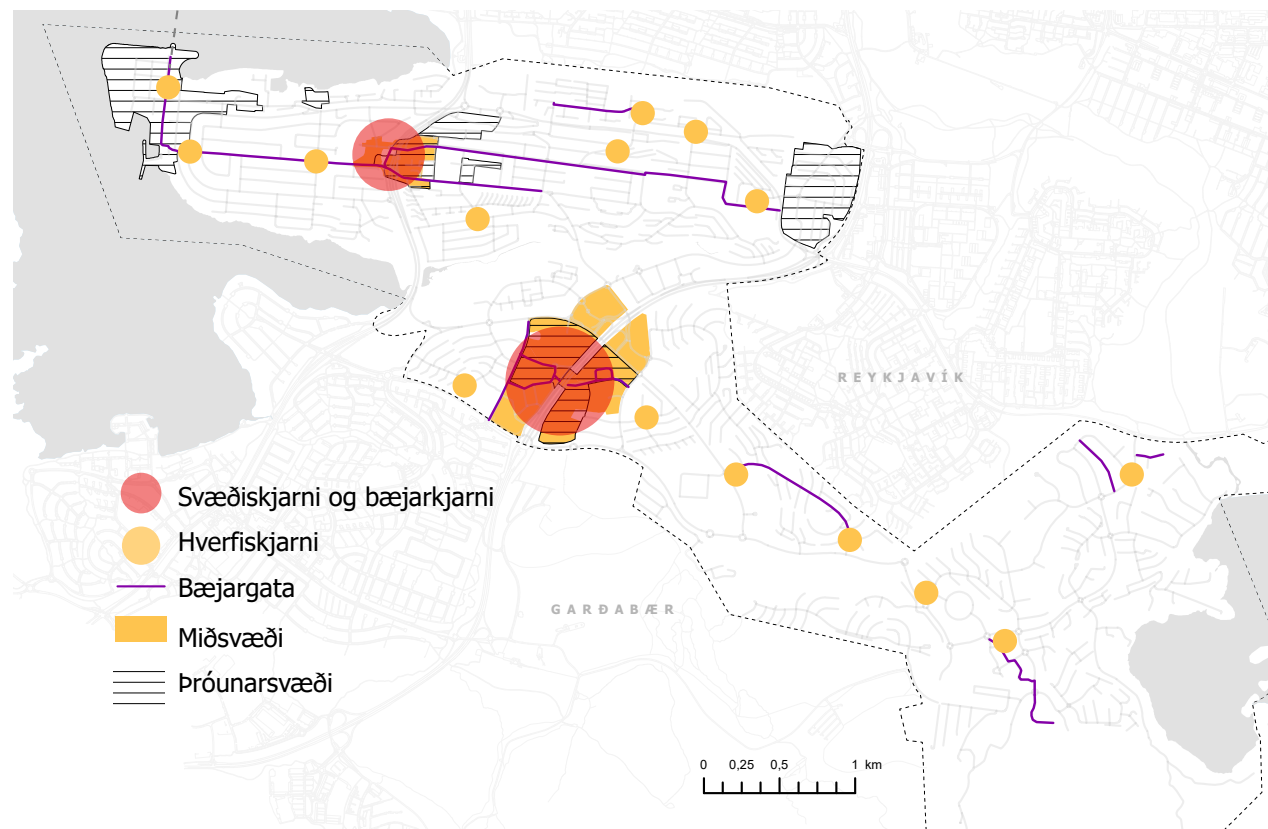 REYKJAVÍK
Svæðiskjarni og bæjarkjarni
Hverfiskjarni
Bæjargata
GARÐABÆR
Miðsvæði
Þróunarsvæði
0 0,25 0,5 1 km